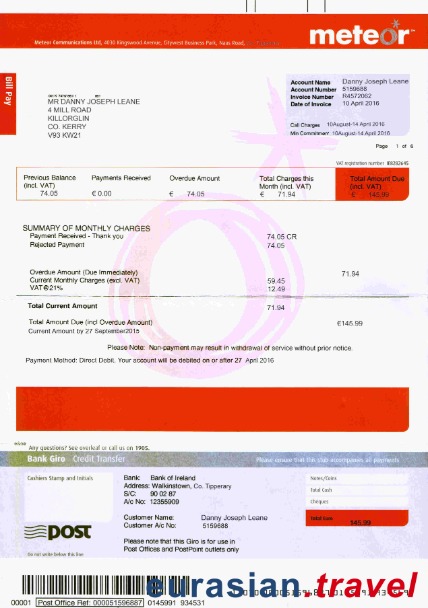 meteor
Meteor Communications Ltd, 4030 Kingswood Avenue, Citywest Business Park, Naas Road,
Bill Pay
MR DANNY JOSEPH LEANE
4 MILL ROAD
KILLORGLIN
CO. KERRY
V93 KW21
Account Name Danny Joseph Leane
Account Number 5159688
Invoice Number R4572062
Date of Invoice 10 April 2016
Call Charges 10August-14 April 2016
Min Commitment 10August-14 April 2016
Page 1 of 6
VAT registration number
Previous Balance (incl. VAT) 74.05
Payments Received € 0.00
Overdue Amount € 74.05
Total Charges this Month (incl. VAT) € 71.94
Total Amount Due (incl. VAT) € 145.99
SUMMARY OF MONTHLY CHARGES
Payment Received - Thank you 74.05 CR
Rejected Payment 74.05
Overdue Amount (Due Immediately) 71.94
Current Monthly Charges (excl. VAT) 59.45
VAT@21% 12.49
Total Current Amount 71.94
Total Amount Due (incl Overdue Amount) €145.99
Current Amount by 27 September2015
Please Note: Non-payment may result in withdrawal of service without prior notice.
Payment Method: Direct Debit. Your account will be debited on or after 27 April 2016
Any questions? See overleaf or call us on 1905.
Bank Giro Credit Transfer
Please ensure that this slip accompanies all payments
Cashiers Stamp and Initials
Bank: Bank of Ireland
Address: Walkinstown, Co. Tipperary
S/C: 90 02 87
A/c No: 12355909
Customer Name: Danny Joseph Leane
Customer A/c No: 5159688
Please note that this Giro is for use in
Post Offices and PostPoint outlets only
Notes/Coins
Total Cash
Cheques
Total Euro 145.99
post
Do not write below this line
00001 Post Office Ref: 000051596887 0145991 934531
eurasian.travel